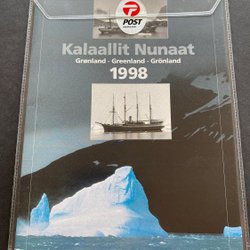 POST
Kalaallit Nunaat
Grønland - Greenland - Grönland
1998